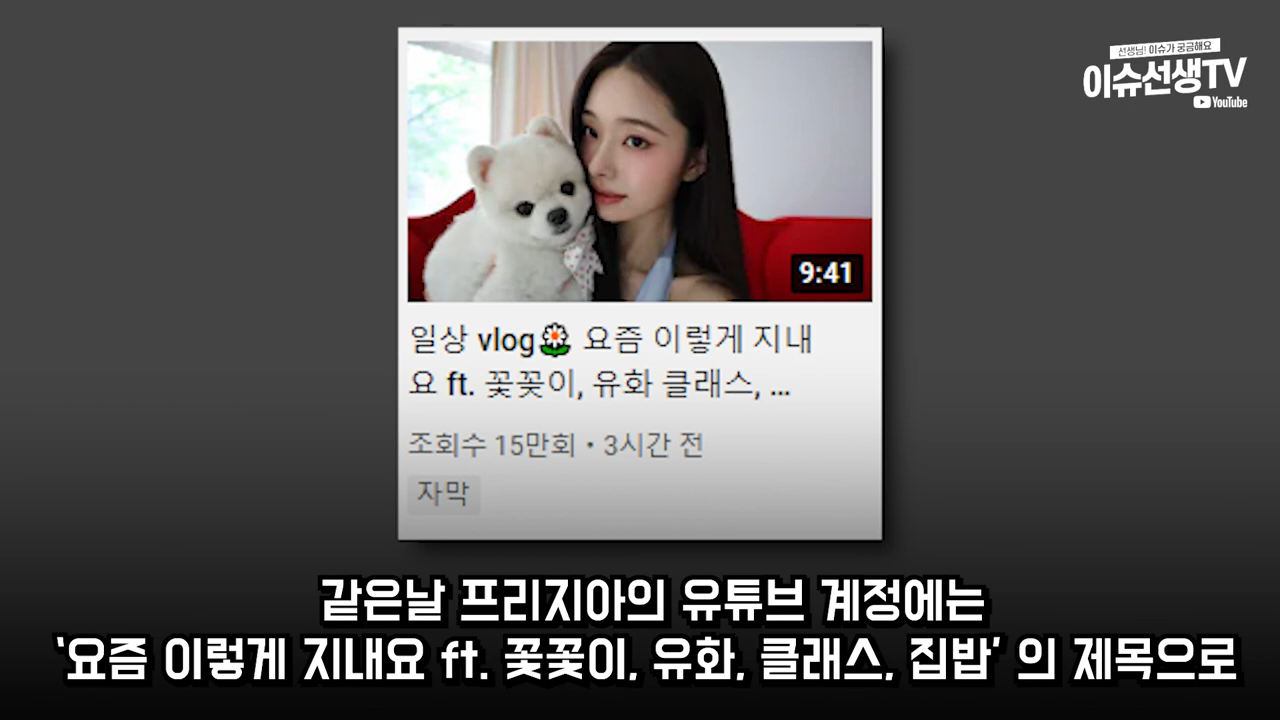 선생님! 이슈가 궁금해요
이슈선생TV
YouTube
9:41
일상 vlog🌼 요즘 이렇게 지내
요 ft. 꽃꽂이, 유화 클래스, ...
조회수 15만회 • 3시간 전
자막
같은날 프리지아의 유튜브 계정에는
'요즘 이렇게 지내요 ft. 꽃꽃이, 유화, 클래스, 집밥' 의 제목으로